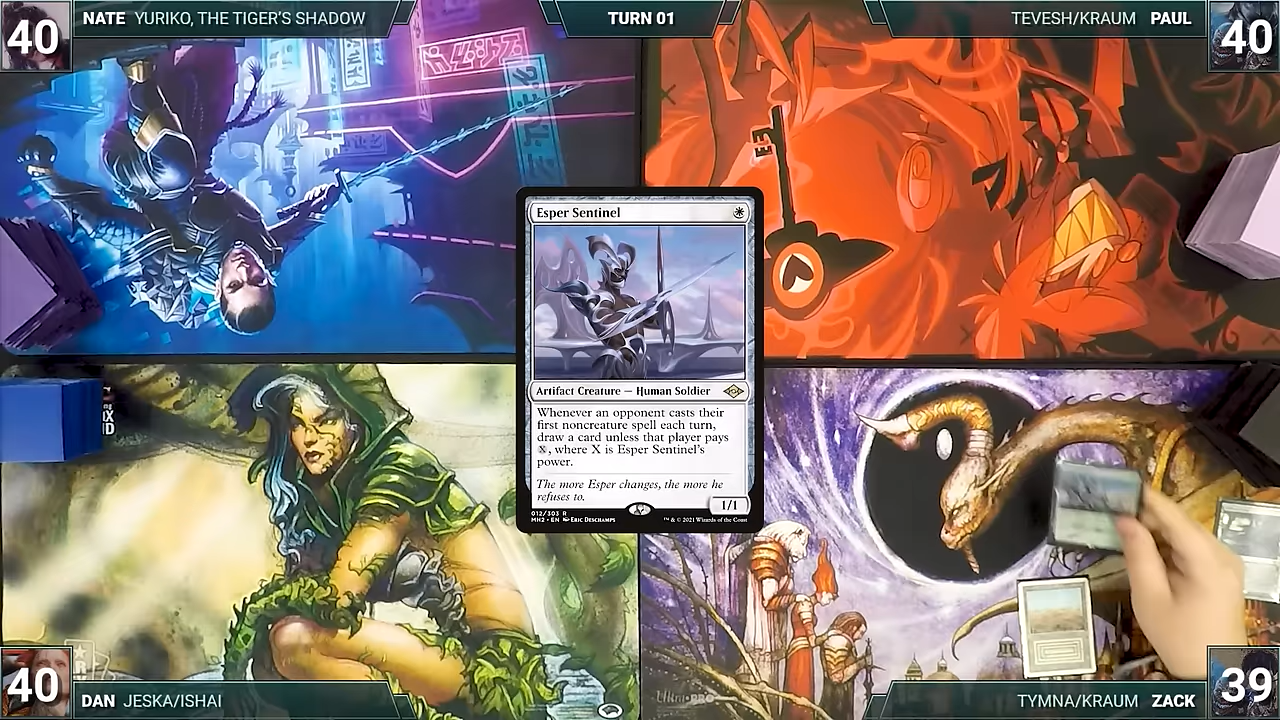 40
NATE YURIKO, THE TIGER'S SHADOW
TURN 01
TEVESH/KRAUM PAUL
40
Esper Sentinel
Artifact Creature — Human Soldier
Whenever an opponent casts their
first noncreature spell each turn,
draw a card unless that player pays
X, where X is Esper Sentinel's
power.
The more Esper changes, the more he
refuses to.
1/1
012/303 R
MH2 • EN ERIC DESCHAMPS
™ & © 2021 Wizards of the Coast
40
DAN JESKA/ISHAI
Ultra PRO
TYMNA/KRAUM ZACK
39